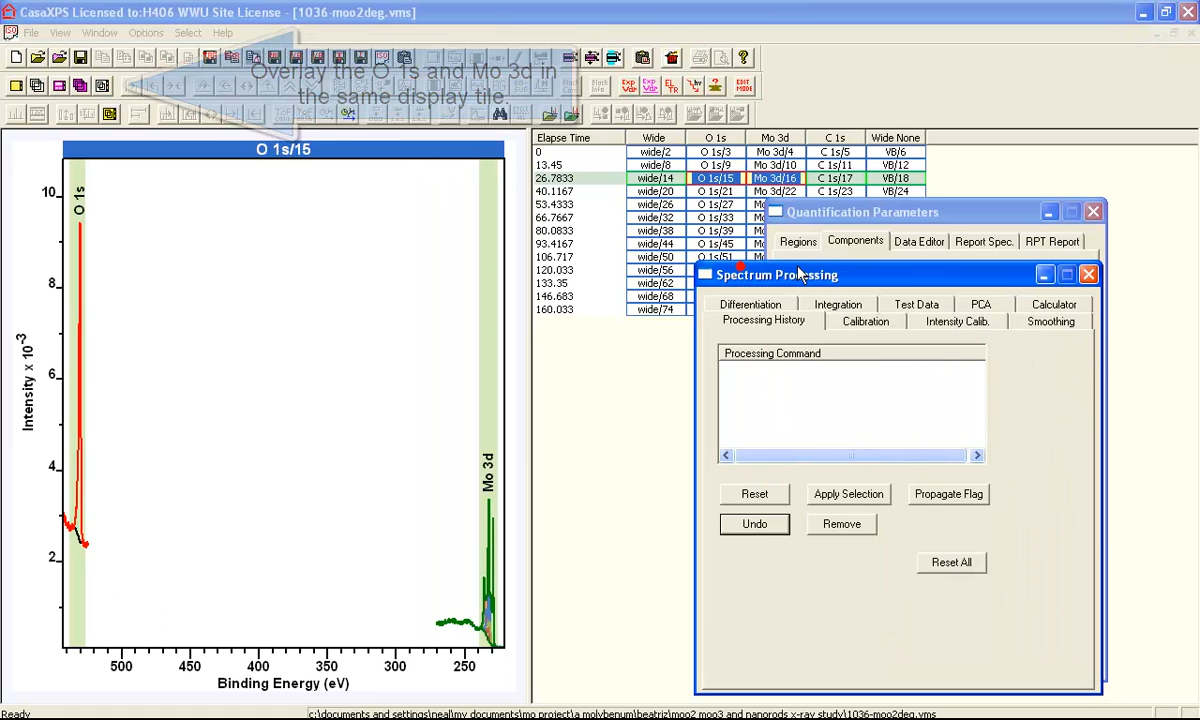 CasaXPS Licensed to:H406 WWU Site License - [1036-moo2deg.vms]
File View Window Options Select Help
Overlay the O 1s and Mo 3d in
the same display tile.
O 1s/15
Elapse Time Wide O 1s Mo 3d C 1s Wide None
0 wide/2 O 1s/3 Mo 3d/4 C 1s/5 VB/6
13.45 wide/8 O 1s/9 Mo 3d/10 C 1s/11 VB/12
26.7833 wide/14 O 1s/15 Mo 3d/16 C 1s/17 VB/18
40.1167 wide/20 O 1s/21 Mo 3d/22 C 1s/23 VB/24
53.4333 wide/26 O 1s/27
66.7667 wide/32 O 1s/33
80.0833 wide/38 O 1s/39
93.4167 wide/44 O 1s/45
106.717 wide/50 O 1s/51
120.033 wide/56
133.35 wide/62
146.683 wide/68
160.033 wide/74
Quantification Parameters
Regions Components Data Editor Report Spec. RPT Report
Spectrum Processing
Differentiation Integration Test Data PCA Calculator
Processing History Calibration Intensity Calib. Smoothing
Processing Command
Reset Apply Selection Propagate Flag
Undo Remove
Reset All
O 1s
Mo 3d
Intensity x 10-3
10
8
6
4
2
500 450 400 350 300 250
Binding Energy (eV)
Ready
c:\documents and settings\neal\my documents\mo project\a molybenum\beatriz\moo2 moo3 and nanorods x-ray study\1036-moo2deg.vms